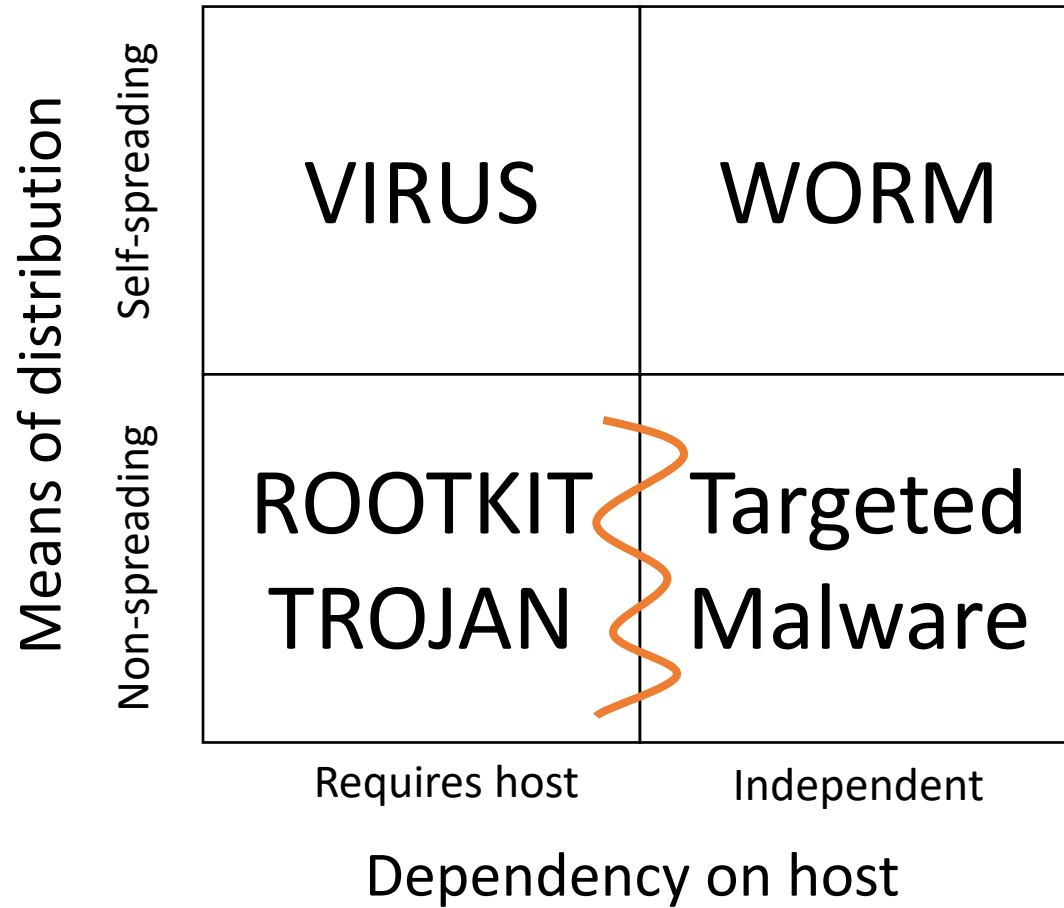 Means of distribution
Self-spreading
VIRUS
WORM
Non-spreading
ROOTKIT
TROJAN
Targeted
Malware
Requires host
Independent
Dependency on host